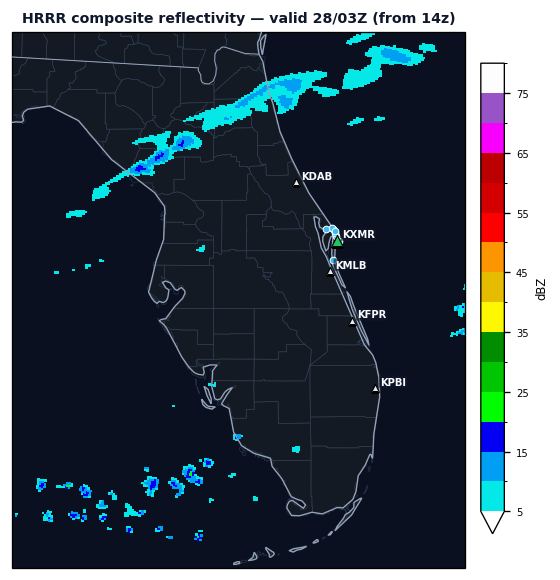 HRRR composite reflectivity — valid 28/03Z (from 14z)
KDAB
KXMR
KMLB
KFPR
KPBI
75
65
55
45
35
25
15
5
dBZ